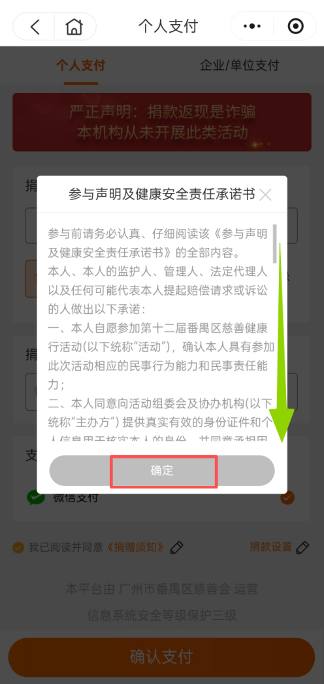 个人支付
个人支付
企业/单位支付
严正声明：捐款返现是诈骗
本机构从未开展此类活动
捐
参与声明及健康安全责任承诺书
参与前请务必认真、仔细阅读该《参与声明
及健康安全责任承诺书》的全部内容。
本人、本人的监护人、管理人、法定代理人
以及任何可能代表本人提起赔偿请求或诉讼
的人做出以下承诺：
一、本人自愿参加第十二届番禺区慈善健康
行活动(以下统称“活动”)，确认本人具有参加
此次活动相应的民事行为能力和民事责任能
力；
捐
二、本人同意向活动组委会及协办机构(以下
统称“主办方”) 提供真实有效的身份证件和个
人信息用于核实本人的身份，并同意承担因
支
确定
微信支付
我已阅读并同意《捐赠须知》
捐款设置
本平台由 广州市番禺区慈善会 运营
信息系统安全等级保护三级
确认支付